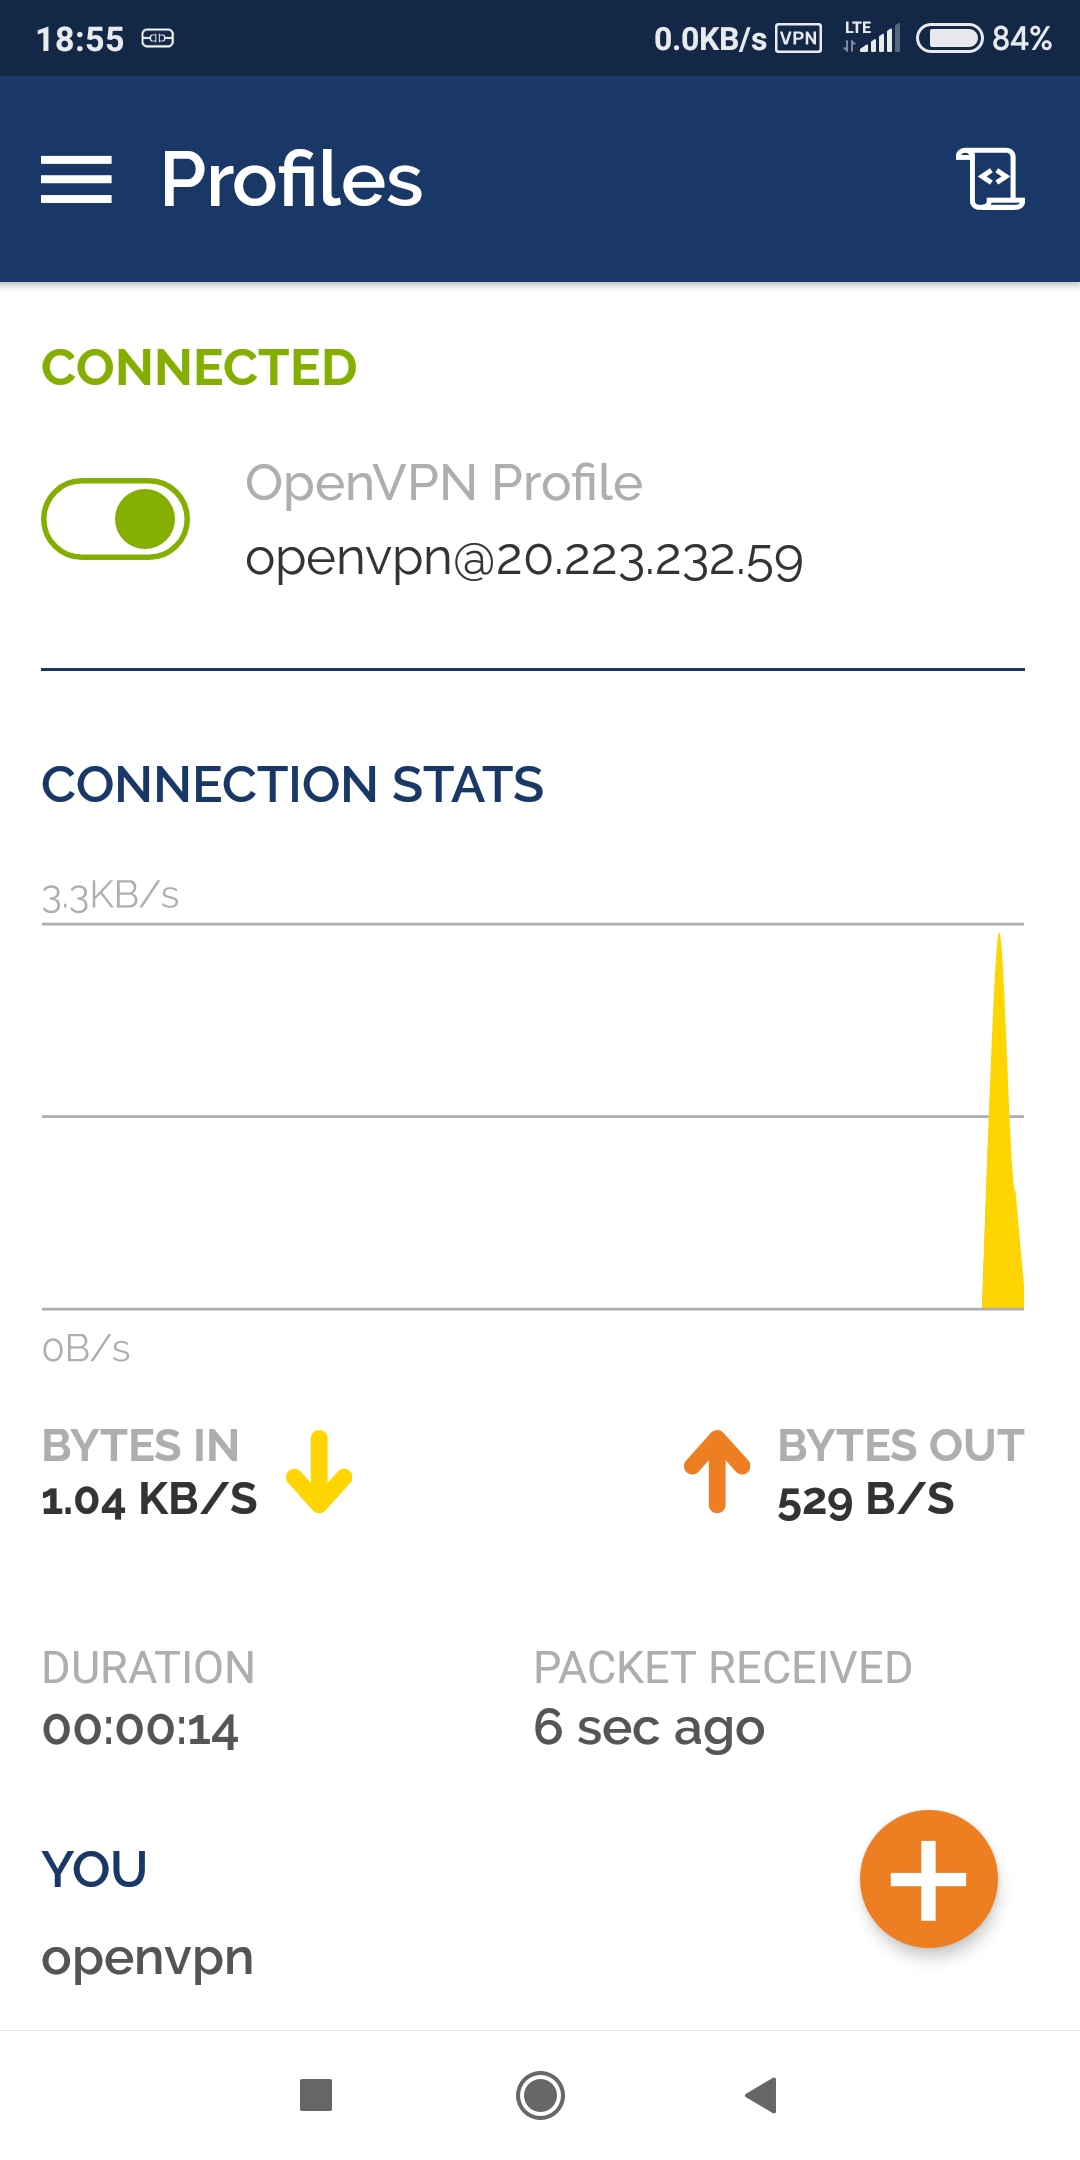 18:55 0.0KB/s VPN LTE 84%
Profiles
CONNECTED
OpenVPN Profile
openvpn@20.223.232.59
CONNECTION STATS
3.3KB/s
0B/s
BYTES IN BYTES OUT
1.04 KB/S 529 B/S
DURATION PACKET RECEIVED
00:00:14 6 sec ago
YOU
openvpn